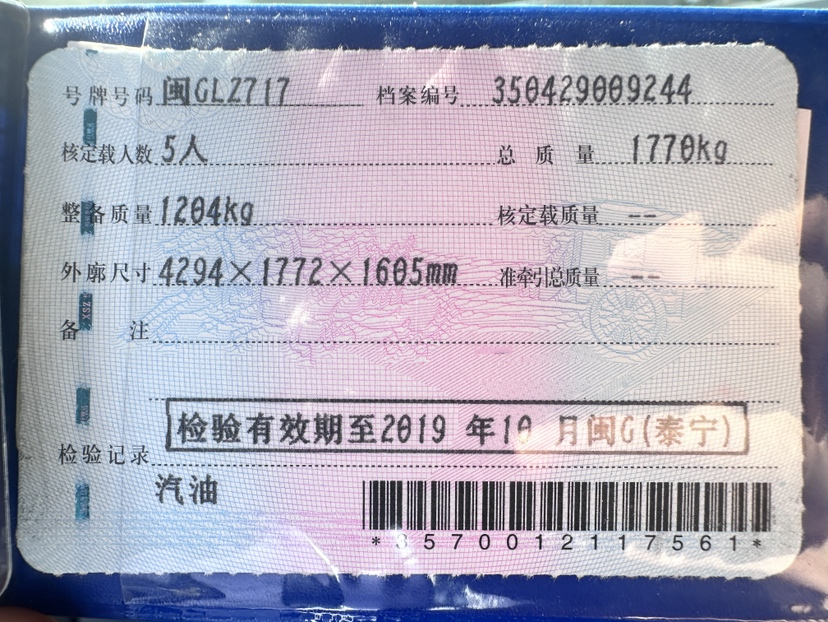 号牌号码 闽GLZ717 档案编号 350429009244
核定载人数 5人 总质量 1770kg
整备质量 1204kg 核定载质量 --
外廓尺寸 4294×1772×1605mm 准牵引总质量 --
备注
检验有效期至2019年10月闽G(泰宁)
检验记录
汽油
*3570012117561*